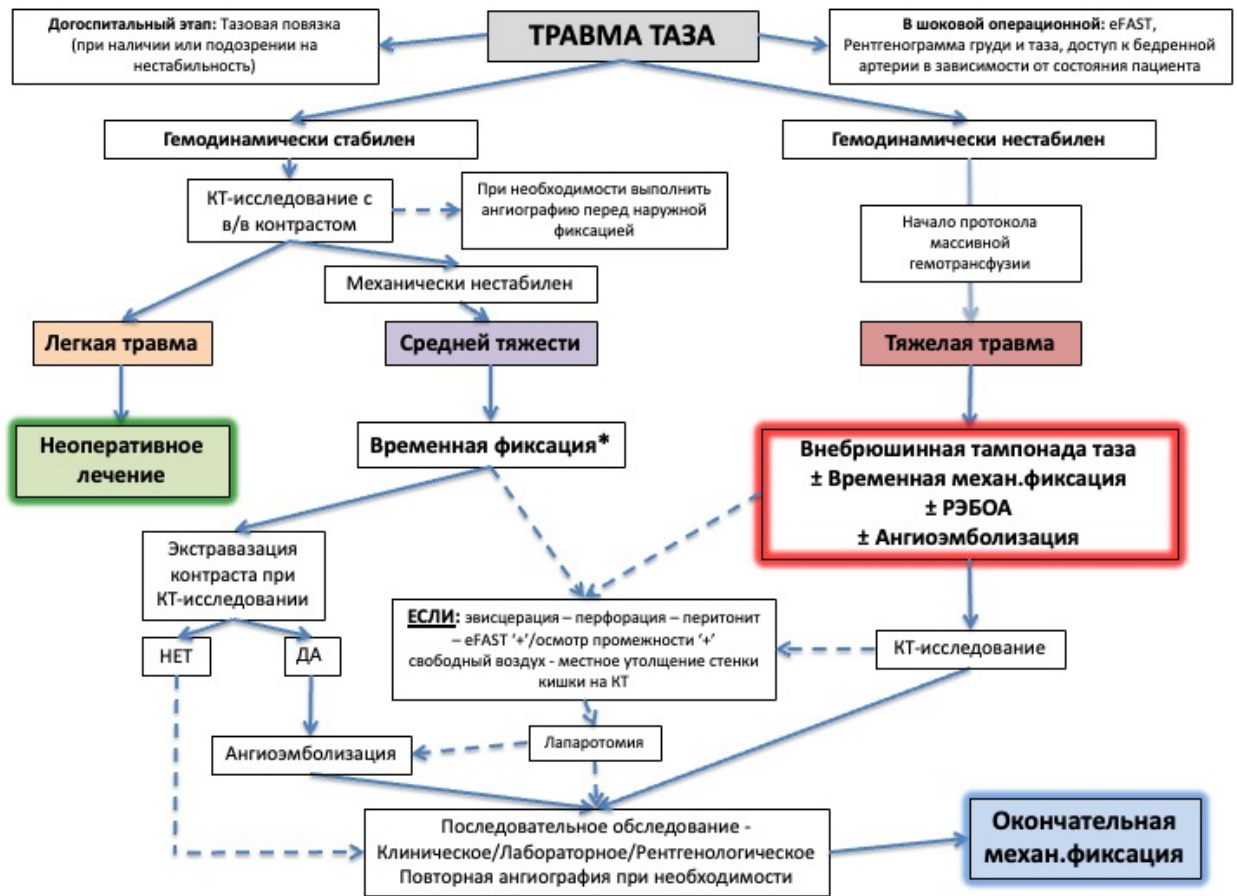 Догоспитальный этап: Тазовая повязка
(при наличии или подозрении на
нестабильность)
ТРАВМА ТАЗА
В шоковой операционной: eFAST,
Рентгенограмма груди и таза, доступ к бедренной
артерии в зависимости от состояния пациента
Гемодинамически стабилен
Гемодинамически нестабилен
КТ-исследование с
в/в контрастом
При необходимости выполнить
ангиографию перед наружной
фиксацией
Начало протокола
массивной
гемотрансфузии
Механически нестабилен
Легкая травма
Средней тяжести
Тяжелая травма
Неоперативное
лечение
Временная фиксация*
Внебрюшинная тампонада таза
± Временная механ.фиксация
± РЭБОА
± Ангиоэмболизация
Экстравазация
контраста при
КТ-исследовании
НЕТ
ДА
ЕСЛИ: эвисцерация – перфорация – перитонит
– eFAST ‘+’/осмотр промежности ‘+’
свободный воздух - местное утолщение стенки
кишки на КТ
КТ-исследование
Ангиоэмболизация
Лапаротомия
Последовательное обследование -
Клиническое/Лабораторное/Рентгенологическое
Повторная ангиография при необходимости
Окончательная
механ.фиксация